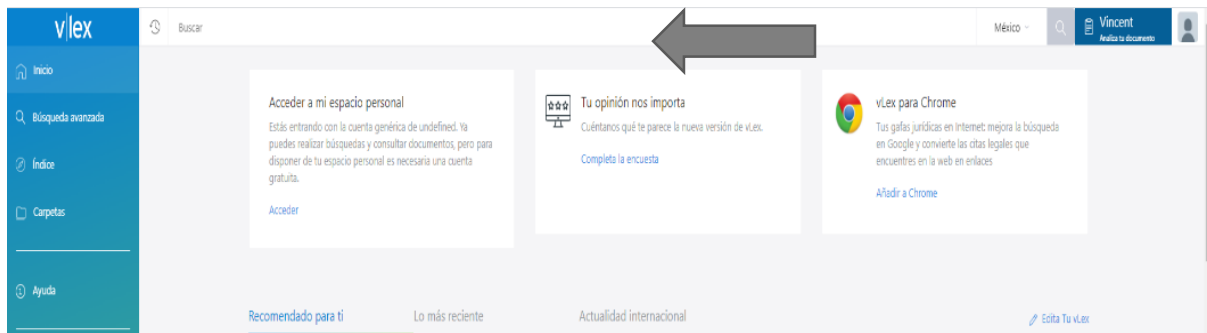 v|lex
Buscar
México
Vincent
Analiza tu documento
Inicio
Búsqueda avanzada
Índice
Carpetas
Ayuda
Acceder a mi espacio personal
Estás entrando con la cuenta genérica de undefined. Ya
puedes realizar búsquedas y consultar documentos, pero para
disponer de tu espacio personal es necesaria una cuenta
gratuita.
Acceder
Tu opinión nos importa
Cuéntanos qué te parece la nueva versión de vLex.
Completa la encuesta
vLex para Chrome
Tus gafas jurídicas en Internet: mejora la búsqueda
en Google y convierte las citas legales que
encuentres en la web en enlaces
Añadir a Chrome
Recomendado para ti
Lo más reciente
Actualidad internacional
Edita Tu vLex